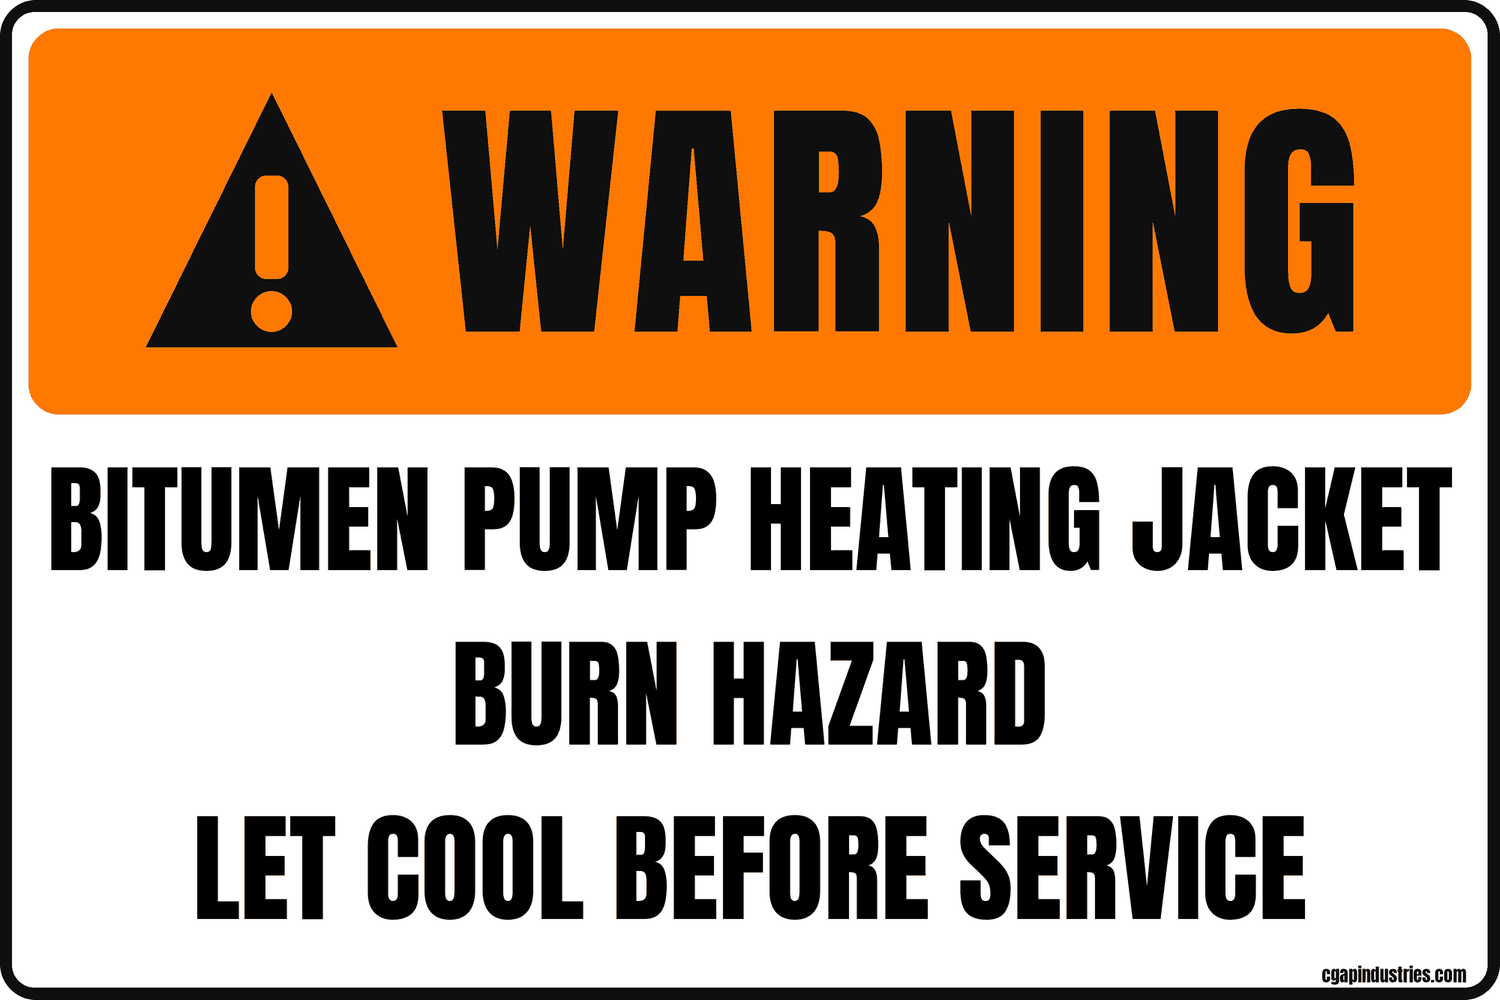 WARNING
BITUMEN PUMP HEATING JACKET
BURN HAZARD
LET COOL BEFORE SERVICE
cgapindustries.com